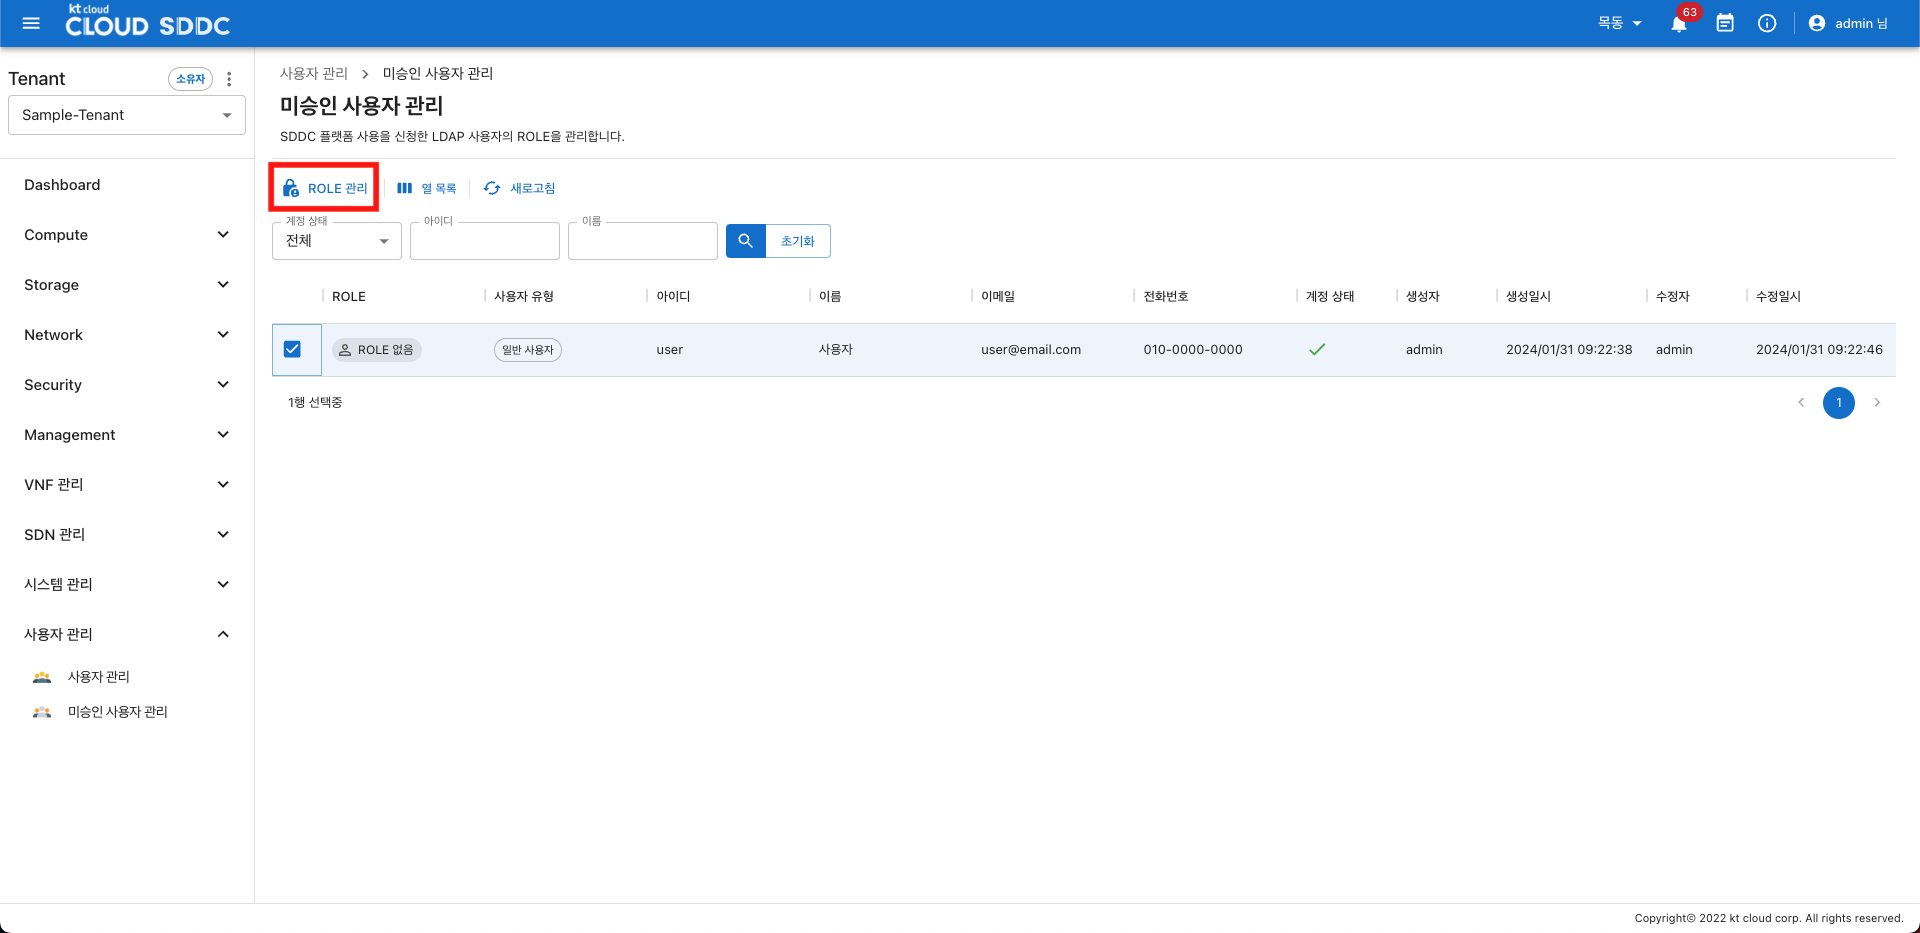 kt cloud
CLOUD SDDC
목동
63
admin 님
Tenant
소유자
Sample-Tenant
Dashboard
Compute
Storage
Network
Security
Management
VNF 관리
SDN 관리
시스템 관리
사용자 관리
사용자 관리
미승인 사용자 관리
사용자 관리 > 미승인 사용자 관리
미승인 사용자 관리
SDDC 플랫폼 사용을 신청한 LDAP 사용자의 ROLE을 관리합니다.
ROLE 관리 열 목록 새로고침
계정 상태 아이디 이름
전체 초기화
ROLE 사용자 유형 아이디 이름 이메일 전화번호 계정 상태 생성자 생성일시 수정자 수정일시
ROLE 없음 일반 사용자 user 사용자 user@email.com 010-0000-0000 admin 2024/01/31 09:22:38 admin 2024/01/31 09:22:46
1행 선택중
1
Copyright© 2022 kt cloud corp. All rights reserved.